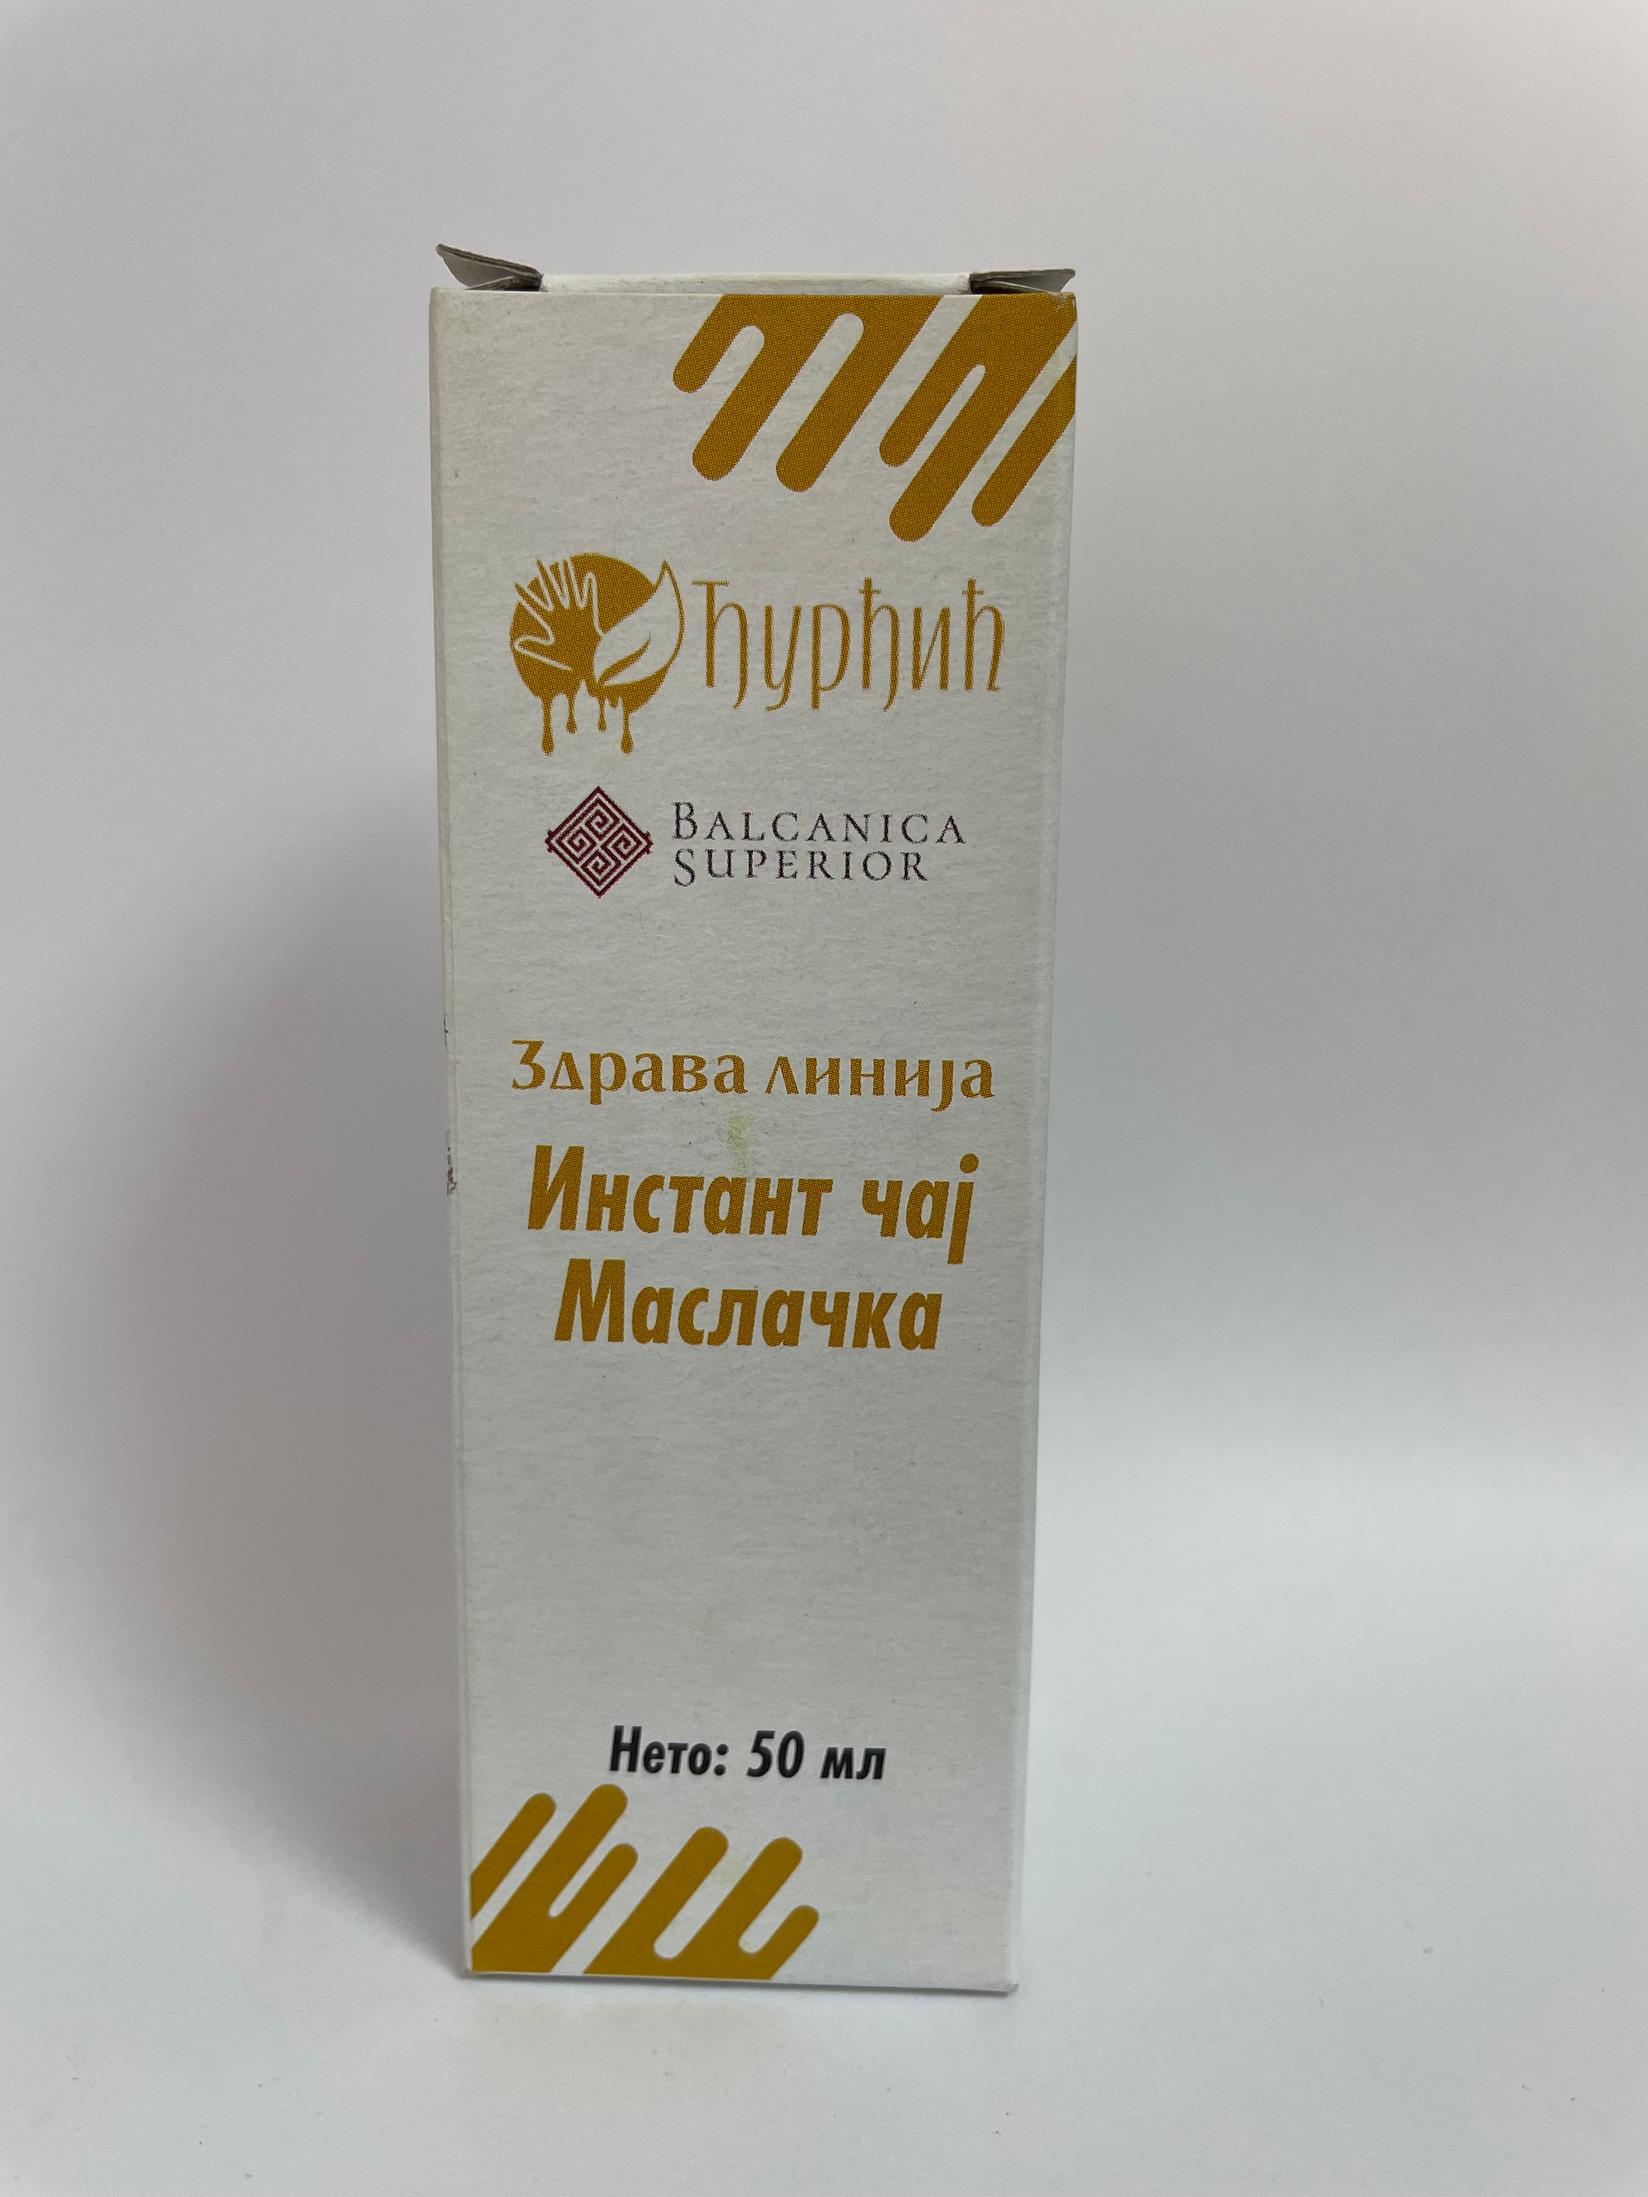 Ђурђић
BALCANICA
SUPERIOR
Здрава линија
Инстант чај
Маслачка
Нето: 50 мл